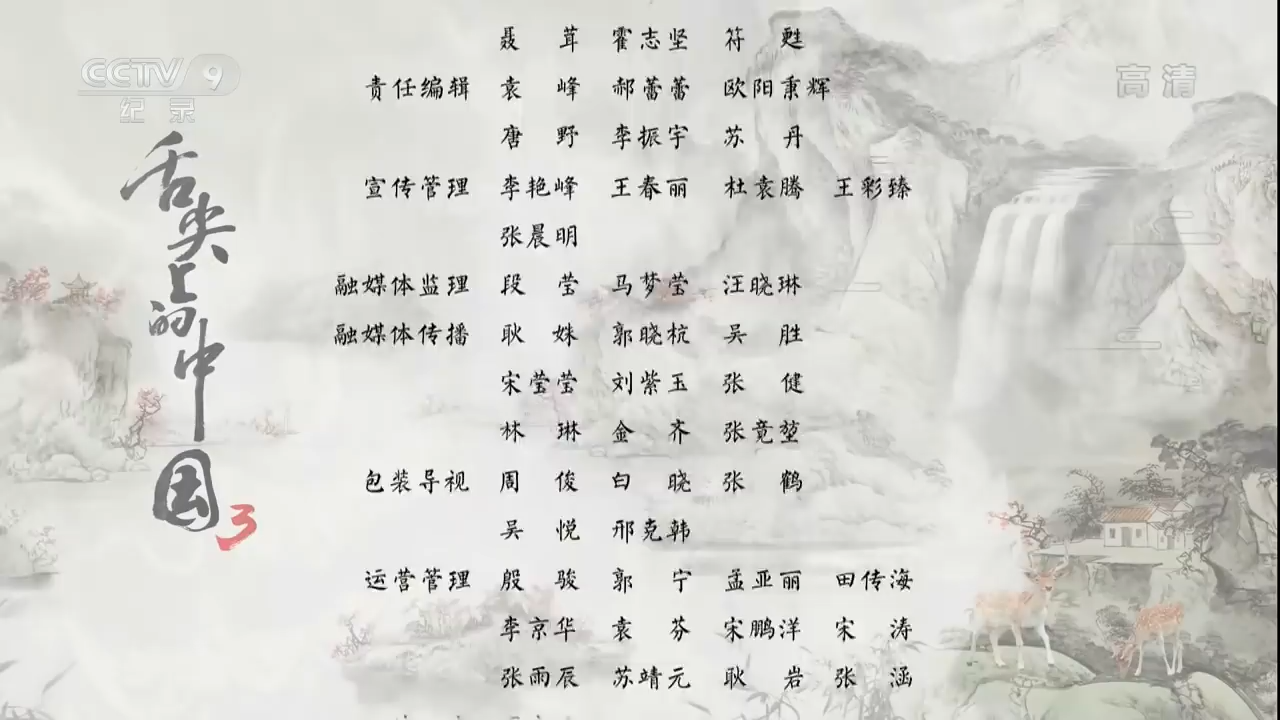 CCTV 9
纪录
高清
舌尖上的中国3
聂茸 霍志坚 符甦
责任编辑 袁峰 郝蕾蕾 欧阳秉辉
唐野 李振宇 苏丹
宣传管理 李艳峰 王春丽 杜袁腾 王彩臻
张晨明
融媒体监理 段莹 马梦莹 汪晓琳
融媒体传播 耿姝 郭晓杭 吴胜
宋莹莹 刘紫玉 张健
林琳 金齐 张竟堃
包装导视 周俊 白晓 张鹤
吴悦 邢克韩
运营管理 殷骏 郭宁 孟亚丽 田传海
李京华 袁芬 宋鹏洋 宋涛
张雨辰 苏靖元 耿岩 张涵